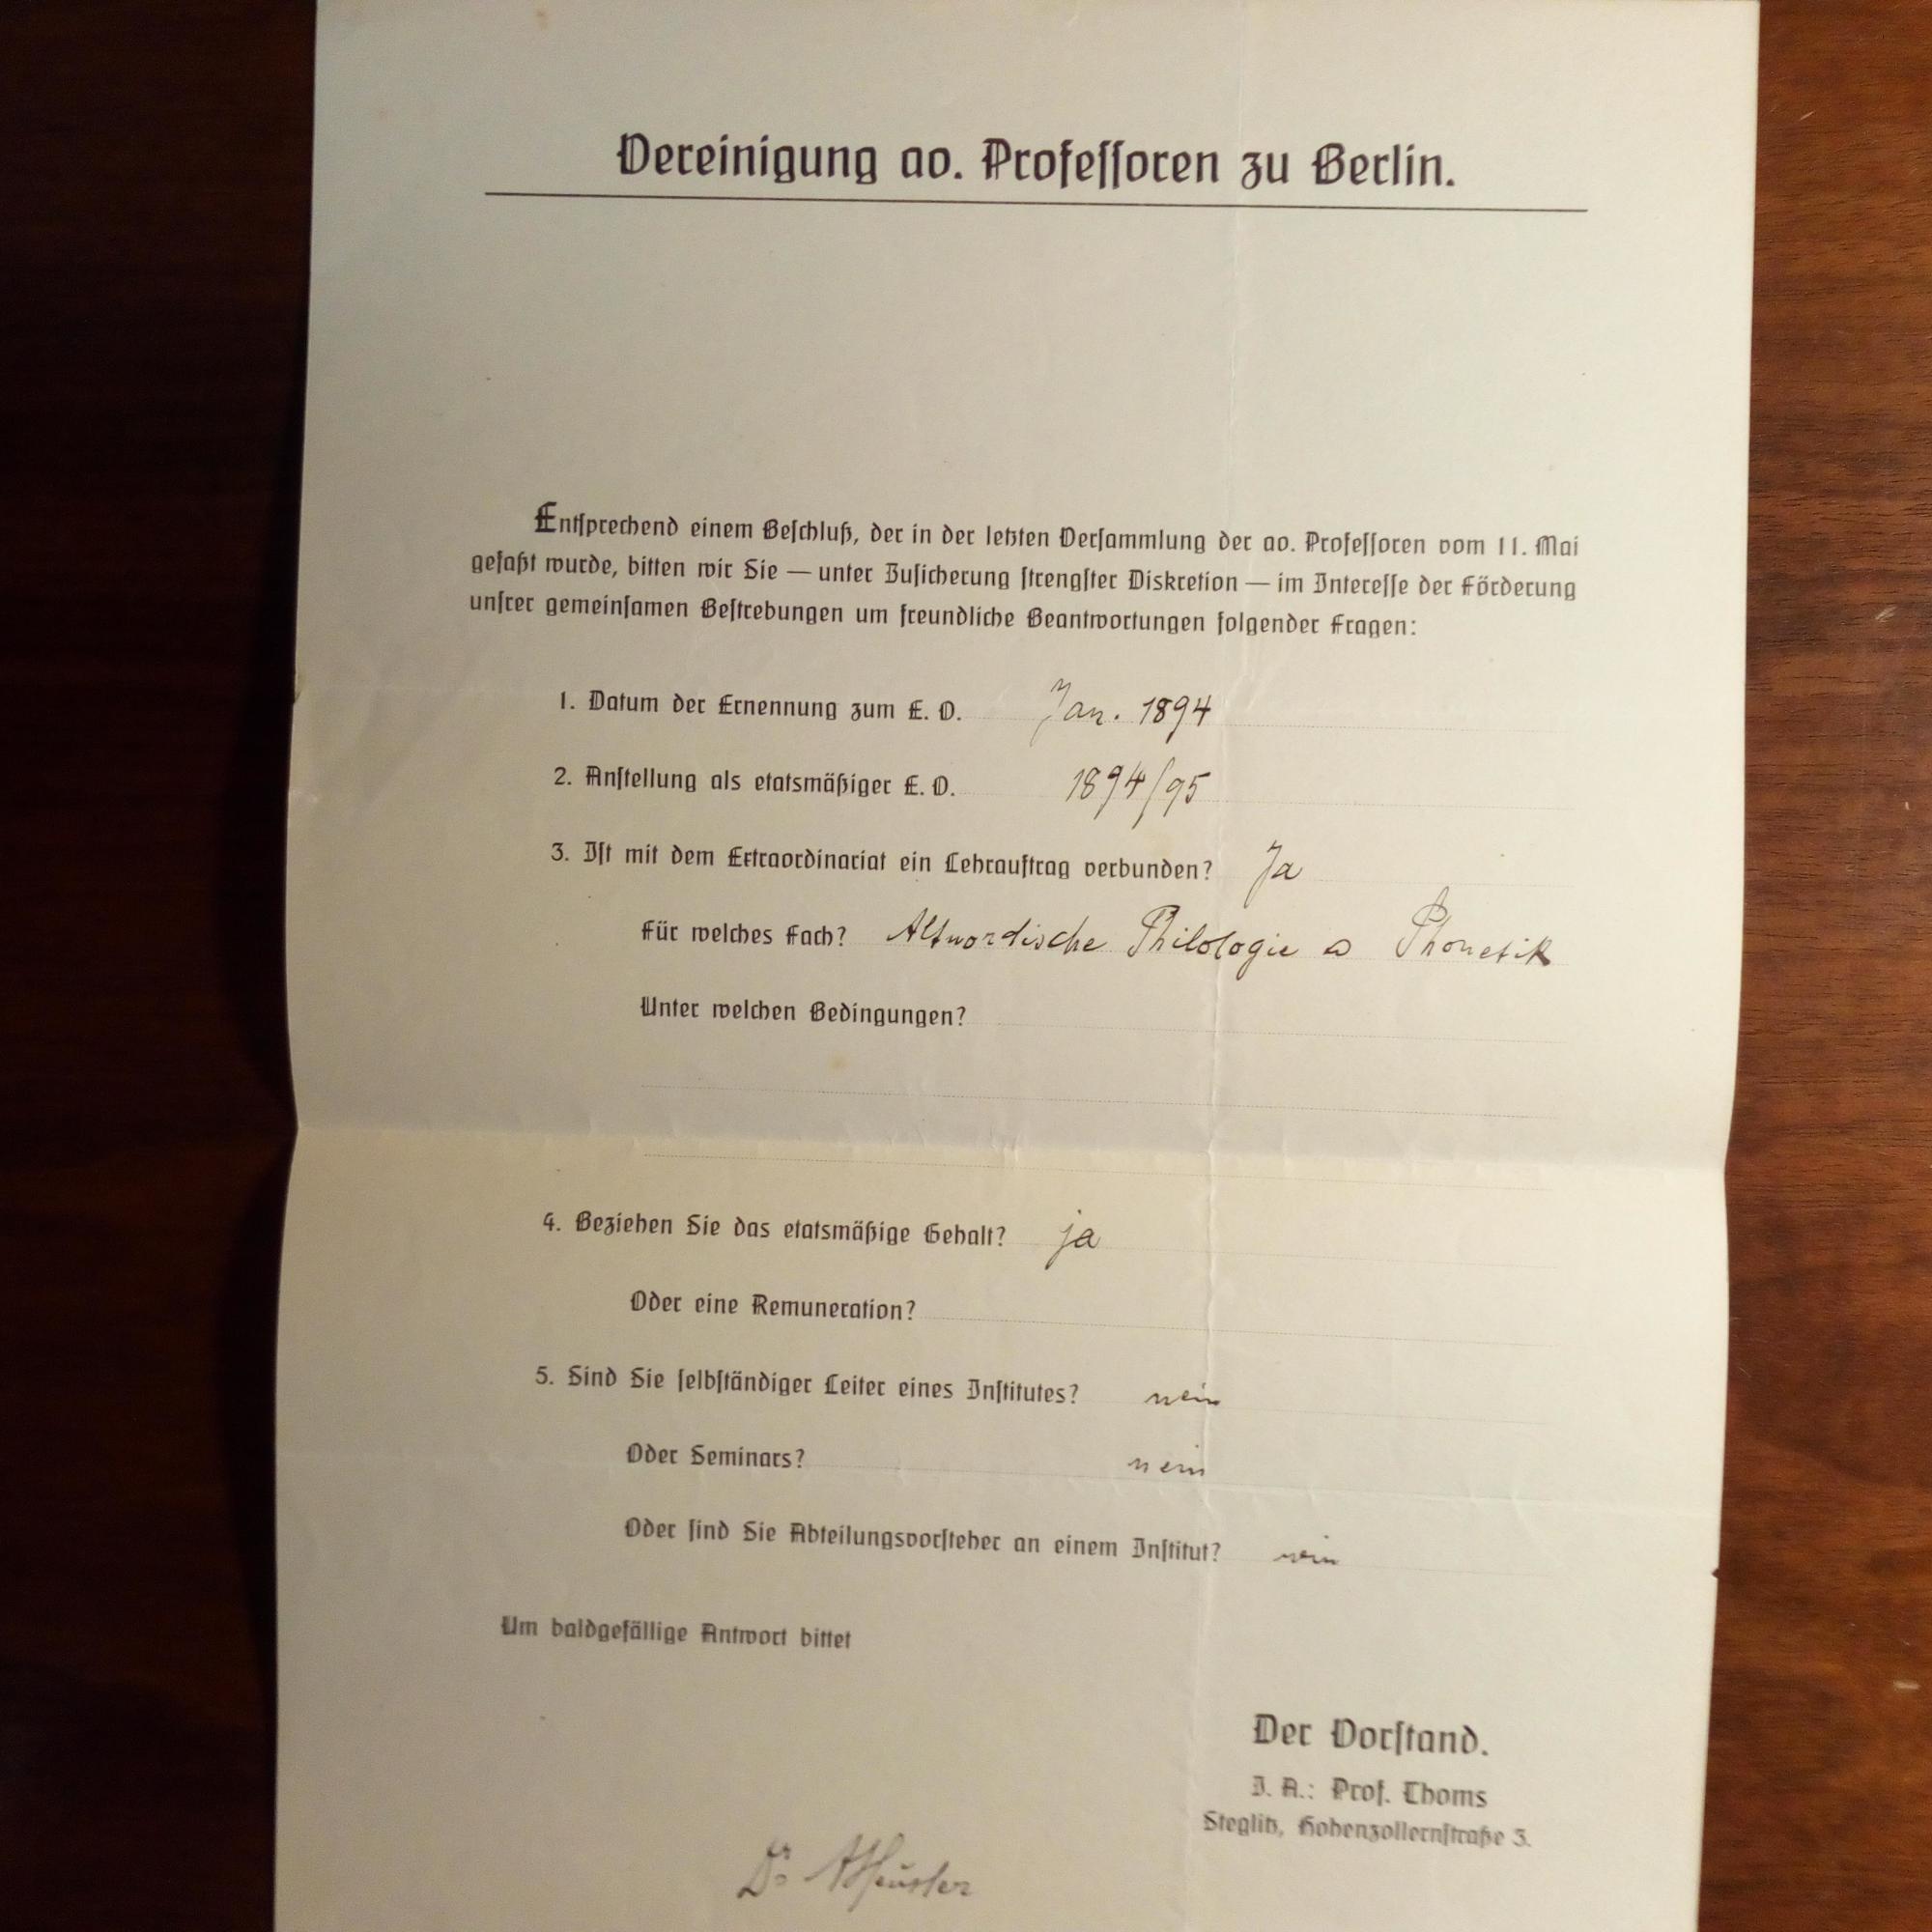 Vereinigung ao. Professoren zu Berlin.
Entsprechend einem Beschluß, der in der letzten Versammlung der ao. Professoren vom 11. Mai
gefaßt wurde, bitten wir Sie — unter Zusicherung strengster Diskretion — im Interesse der Förderung
unsrer gemeinsamen Bestrebungen um freundliche Beantwortungen folgender Fragen:
1. Datum der Ernennung zum E. O. Jan. 1894
2. Anstellung als etatsmäßiger E. O. 1894/95
3. Ist mit dem Extraordinariat ein Lehrauftrag verbunden? Ja
Für welches Fach? Altnordische Philologie Phonetik
Unter welchen Bedingungen?
4. Beziehen Sie das etatsmäßige Gehalt? ja
Oder eine Remuneration?
5. Sind Sie selbständiger Leiter eines Institutes? nein
Oder Seminars? nein
Oder sind Sie Abteilungsvorsteher an einem Institut? nein
Um baldgefällige Antwort bittet
Der Vorstand.
I. A.: Prof. Thoms
Steglitz, Hohenzollernstraße 3.
Dr AHeusler